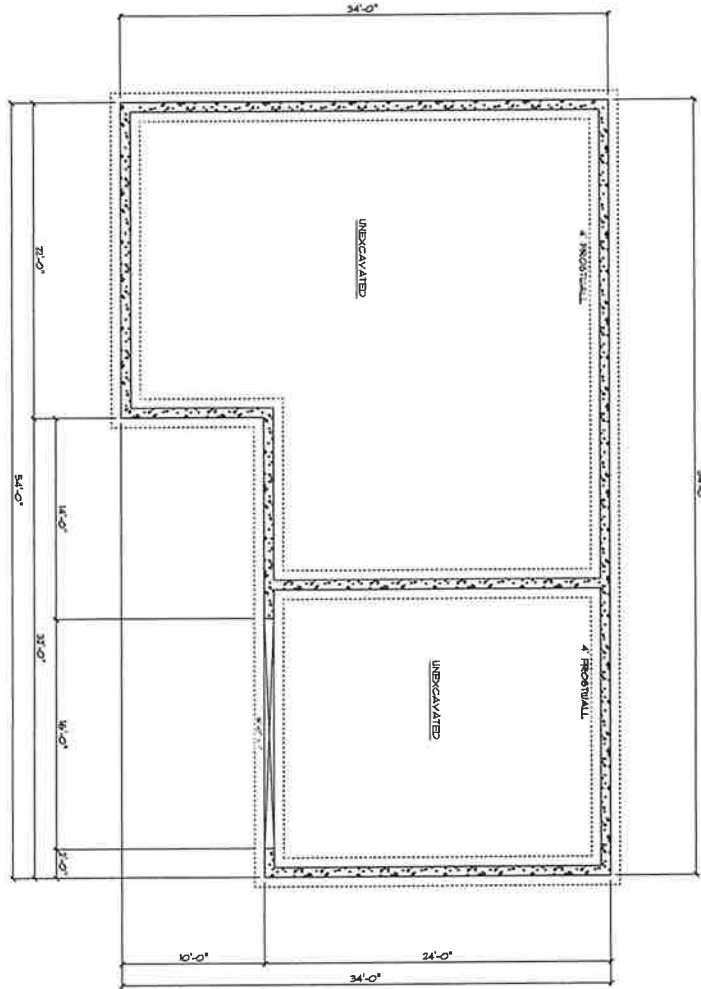 34'-0"
UNEXCAVATED
4' FROSTWALL
22'-0"
54'-0"
14'-0"
32'-0"
16'-0"
2'-0"
UNEXCAVATED
4' FROSTWALL
10'-0"
24'-0"
34'-0"